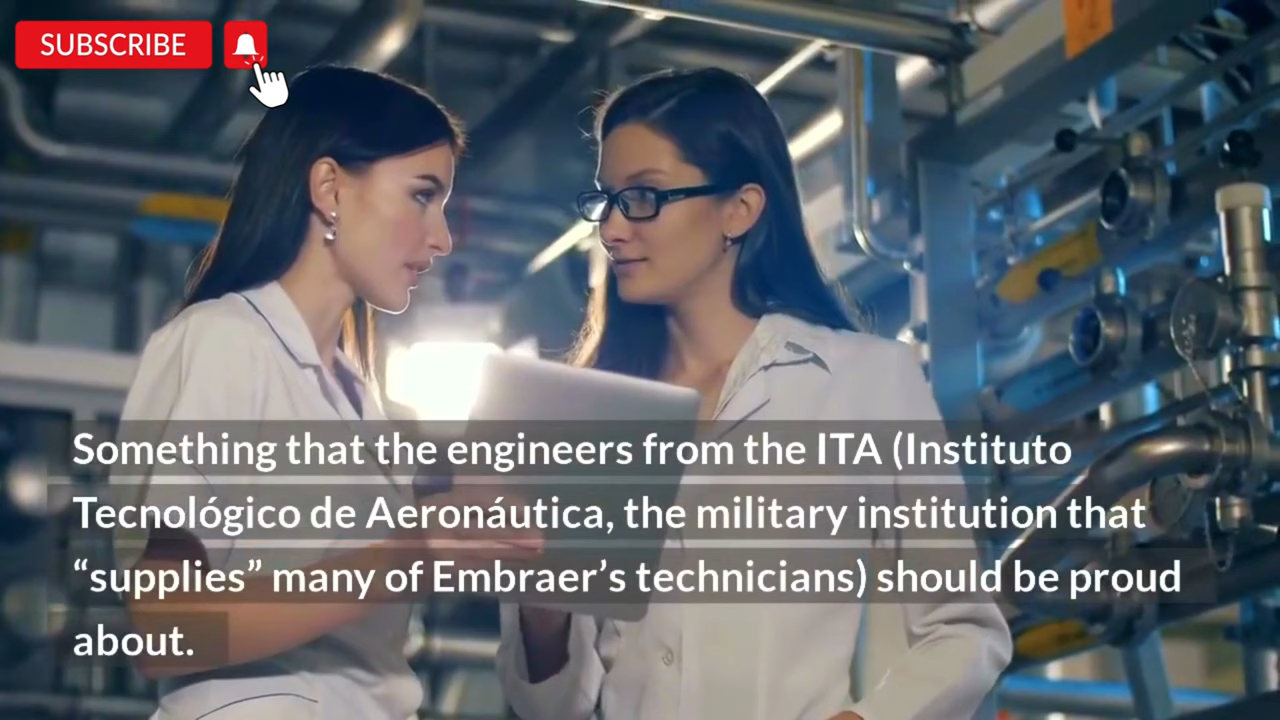 SUBSCRIBE
Something that the engineers from the ITA (Instituto
Tecnológico de Aeronáutica, the military institution that
“supplies” many of Embraer’s technicians) should be proud
about.